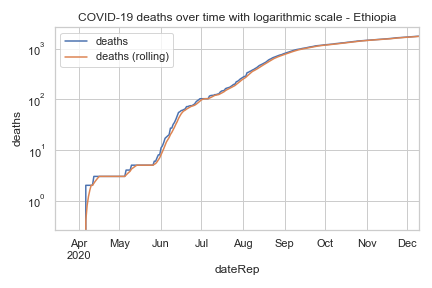 COVID-19 deaths over time with logarithmic scale - Ethiopia
deaths
deaths (rolling)
10³
10²
10¹
10⁰
deaths
Apr May Jun Jul Aug Sep Oct Nov Dec
2020
dateRep